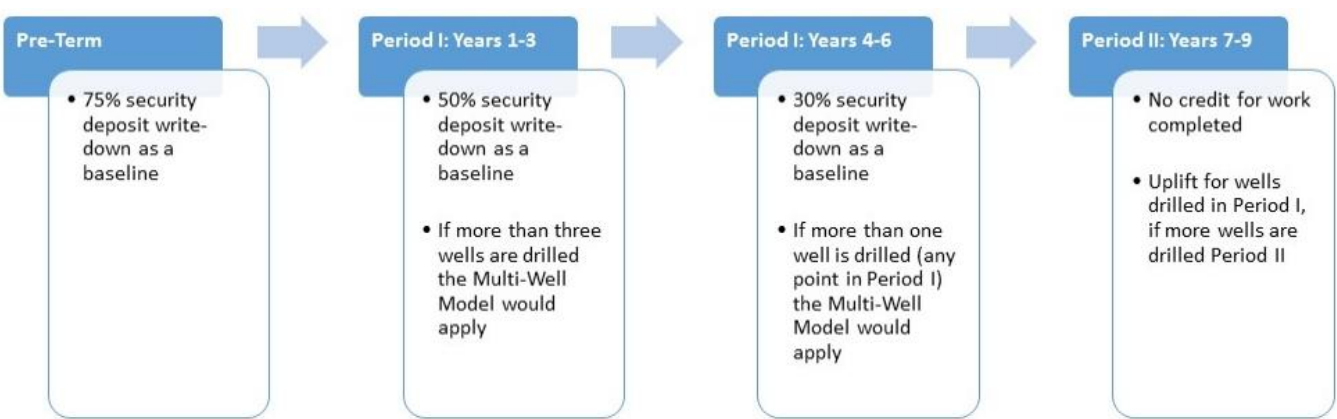 Pre-Term
• 75% security
deposit write-
down as a
baseline
Period I: Years 1-3
• 50% security
deposit write-
down as a
baseline
• If more than three
wells are drilled
the Multi-Well
Model would
apply
Period I: Years 4-6
• 30% security
deposit write-
down as a
baseline
• If more than one
well is drilled (any
point in Period I)
the Multi-Well
Model would
apply
Period II: Years 7-9
• No credit for work
completed
• Uplift for wells
drilled in Period I,
if more wells are
drilled Period II